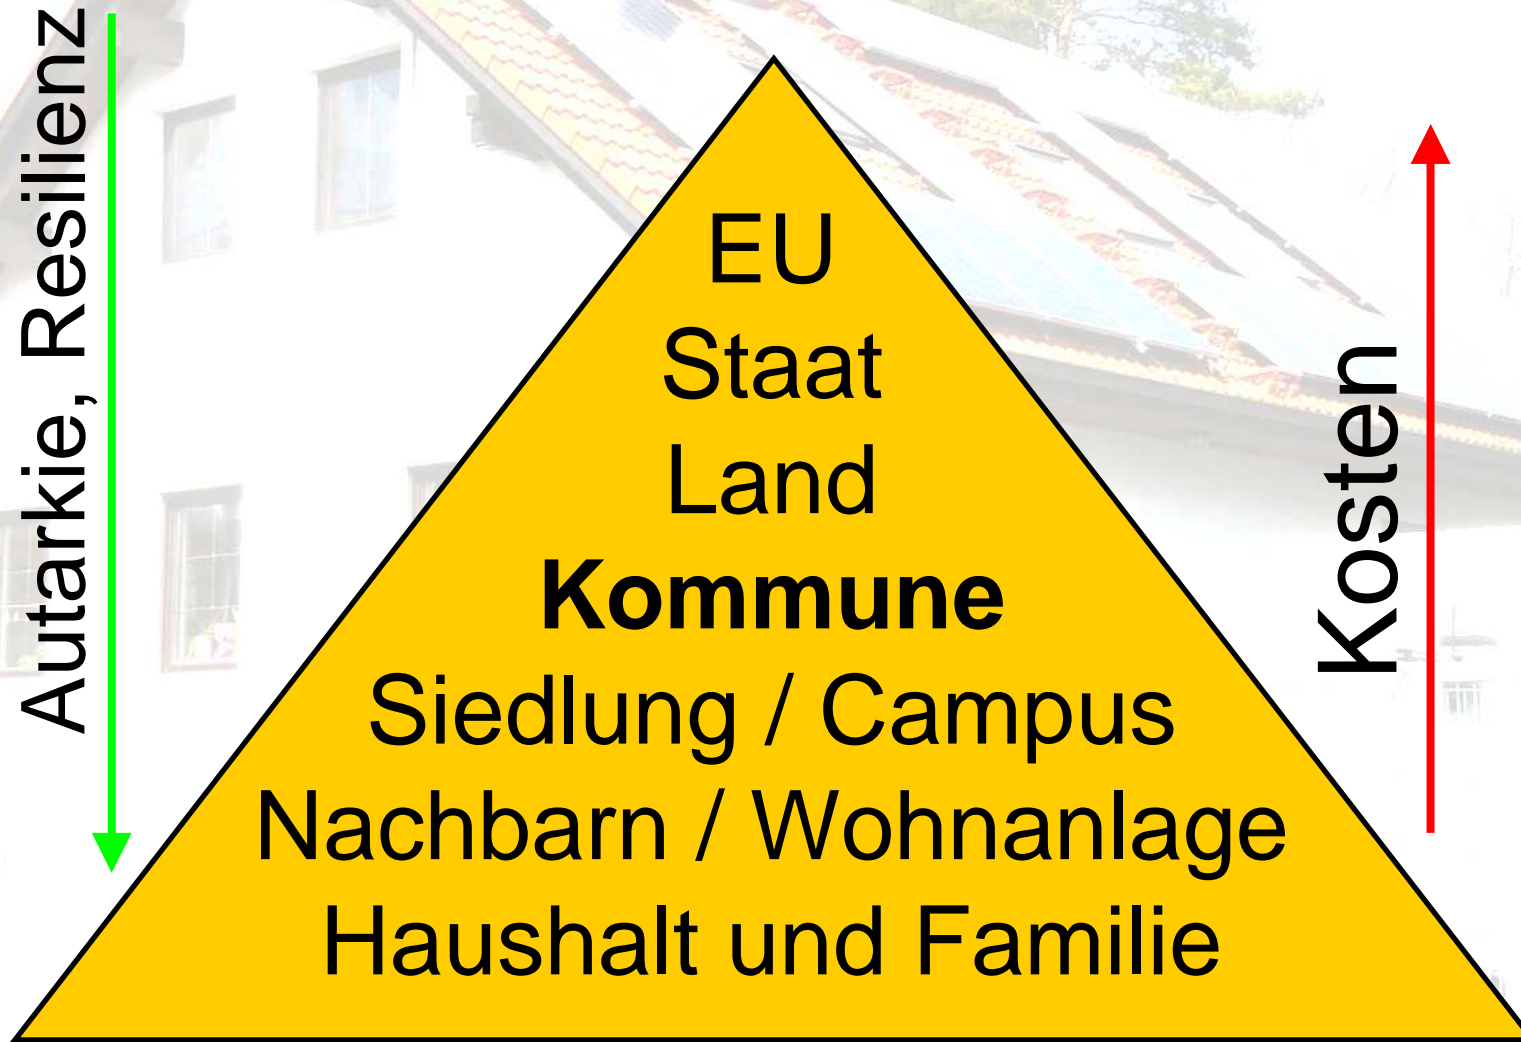 Autarkie, Resilienz
EU
Staat
Land
Kommune
Siedlung / Campus
Nachbarn / Wohnanlage
Haushalt und Familie
Kosten